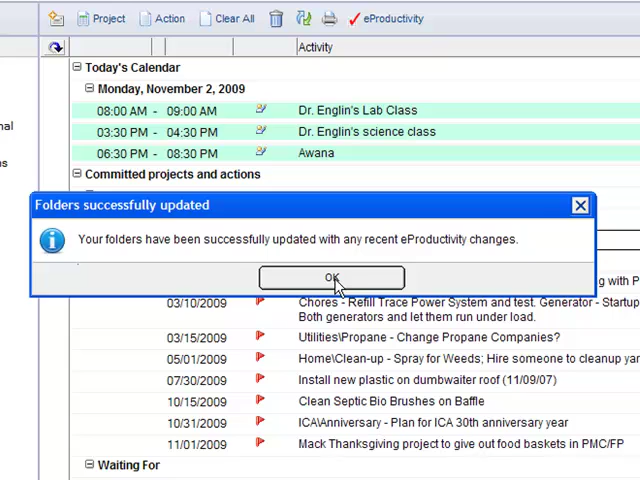 Project Action Clear All eProductivity
Activity
Today's Calendar
Monday, November 2, 2009
nal
08:00 AM - 09:00 AM Dr. Englin's Lab Class
03:30 PM - 04:30 PM Dr. Englin's science class
s
06:30 PM - 08:30 PM Awana
Committed projects and actions
Folders successfully updated
Your folders have been successfully updated with any recent eProductivity changes.
OK
g with P
03/10/2009 Chores - Refill Trace Power System and test. Generator - Startup
Both generators and let them run under load.
03/15/2009 Utilities\Propane - Change Propane Companies?
05/01/2009 Home\Clean-up - Spray for Weeds; Hire someone to cleanup yar
07/30/2009 Install new plastic on dumbwaiter roof (11/09/07)
10/15/2009 Clean Septic Bio Brushes on Baffle
10/31/2009 ICA\Anniversary - Plan for ICA 30th anniversary year
11/01/2009 Mack Thanksgiving project to give out food baskets in PMC/FP
Waiting For